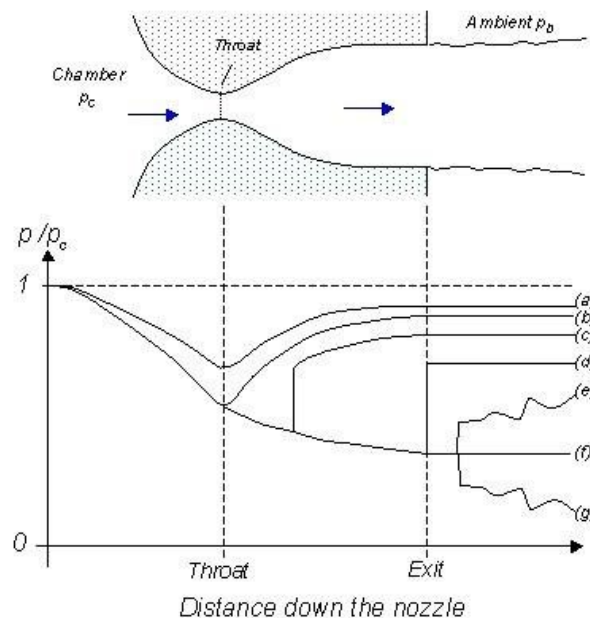 Ambient p_b
Throat
Chamber
p_c
p /p_c
1
(a
(b)
(c)
(d)
(e)
(f)
(g)
0
Throat
Exit
Distance down the nozzle